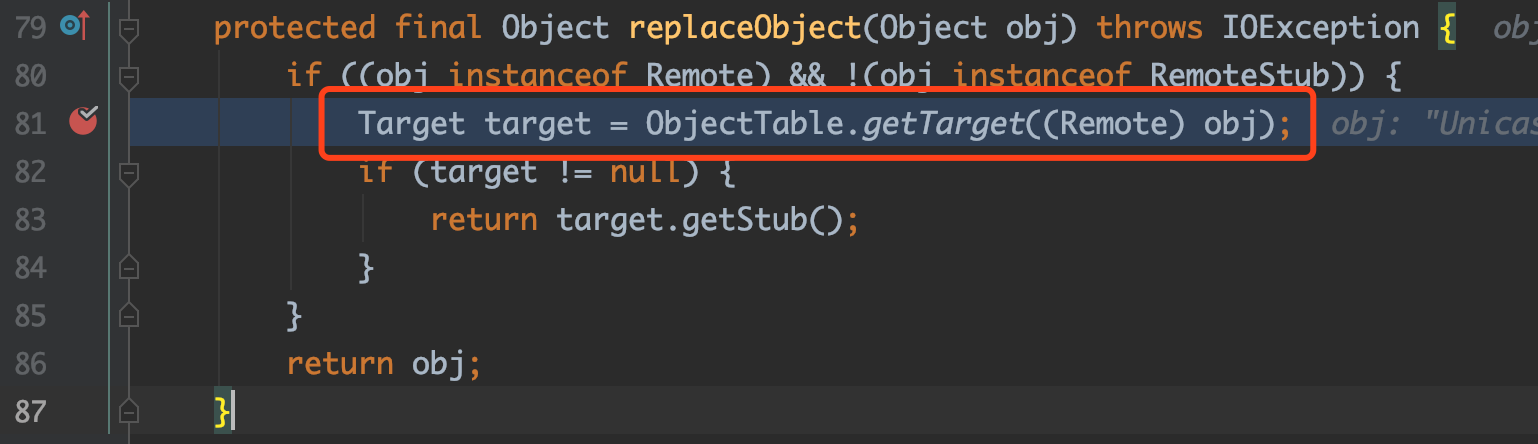 79 protected final Object replaceObject(Object obj) throws IOException { obj
80 if ((obj instanceof Remote) && !(obj instanceof RemoteStub)) {
81 Target target = ObjectTable.getTarget((Remote) obj); obj: "Unicas
82 if (target != null) {
83 return target.getStub();
84 }
85 }
86 return obj;
87 }